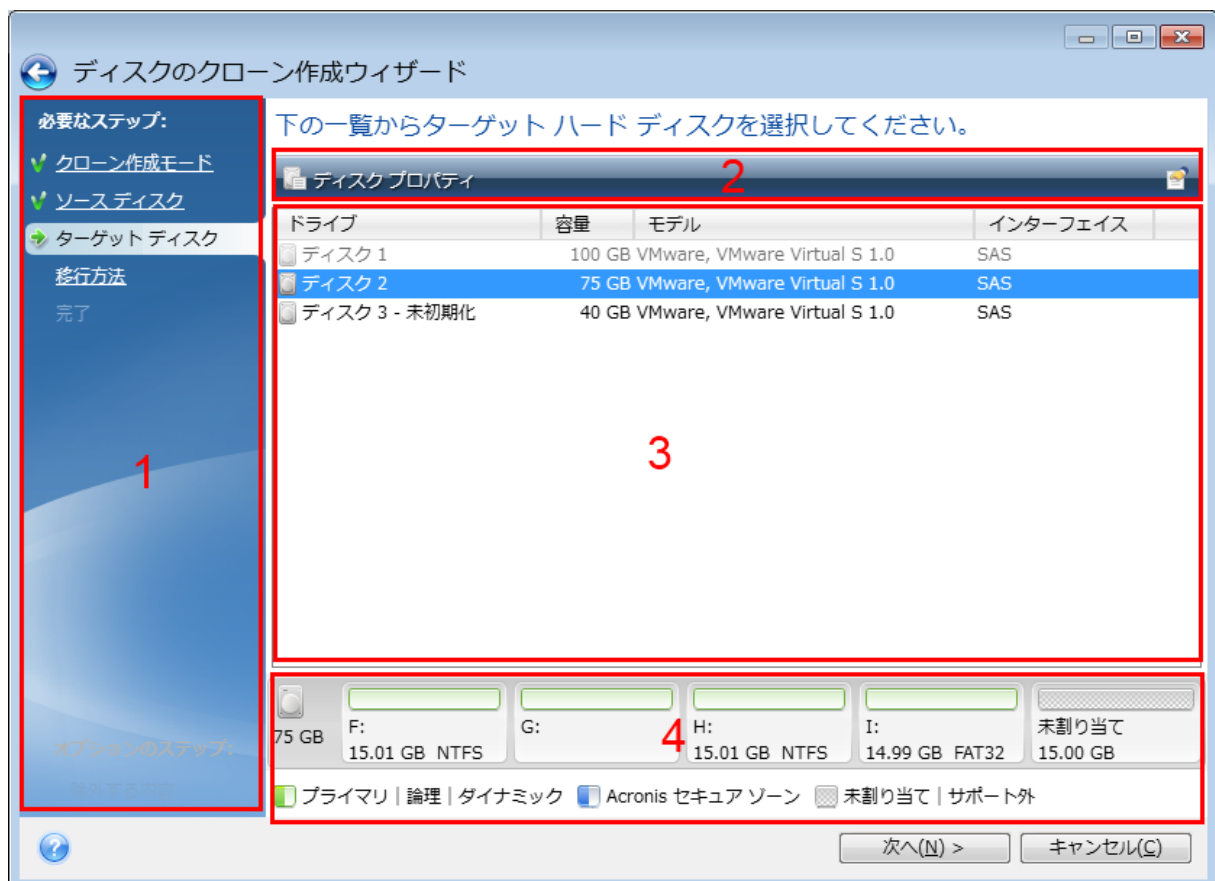 ディスクのクローン作成ウィザード
必要なステップ:
クローン作成モード
ソース ディスク
ターゲット ディスク
移行方法
完了
1
オプションのステップ:
下の一覧からターゲット ハード ディスクを選択してください。
ディスク プロパティ
2
ドライブ 容量 モデル インターフェイス
ディスク 1 100 GB VMware, VMware Virtual S 1.0 SAS
ディスク 2 75 GB VMware, VMware Virtual S 1.0 SAS
ディスク 3 - 未初期化 40 GB VMware, VMware Virtual S 1.0 SAS
3
75 GB
F:
15.01 GB NTFS
G:
4
H:
15.01 GB NTFS
I:
14.99 GB FAT32
未割り当て
15.00 GB
プライマリ | 論理 | ダイナミック Acronis セキュア ゾーン 未割り当て | サポート外
次へ(N) > キャンセル(C)